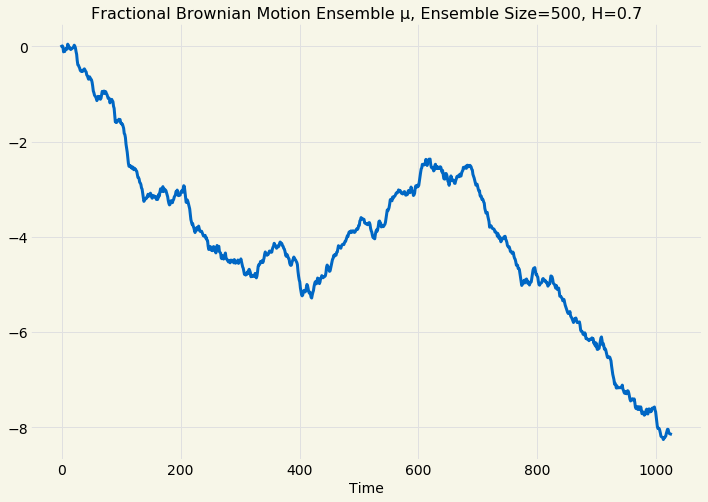 Fractional Brownian Motion Ensemble μ, Ensemble Size=500, H=0.7
0
−2
−4
−6
−8
0 200 400 600 800 1000
Time